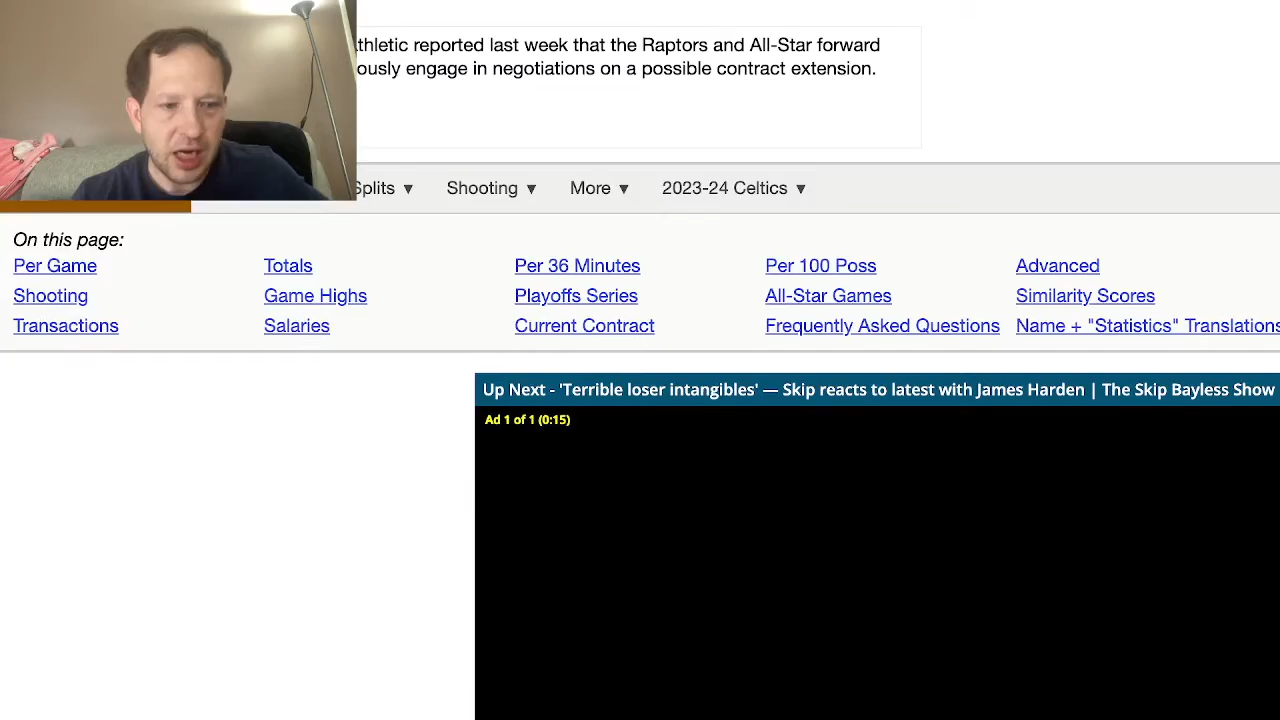 thletic reported last week that the Raptors and All-Star forward
ously engage in negotiations on a possible contract extension.
Splits ▼ Shooting ▼ More ▼ 2023-24 Celtics ▼
On this page:
Per Game Totals Per 36 Minutes Per 100 Poss Advanced
Shooting Game Highs Playoffs Series All-Star Games Similarity Scores
Transactions Salaries Current Contract Frequently Asked Questions Name + "Statistics" Translations
Up Next - 'Terrible loser intangibles' — Skip reacts to latest with James Harden | The Skip Bayless Show
Ad 1 of 1 (0:15)